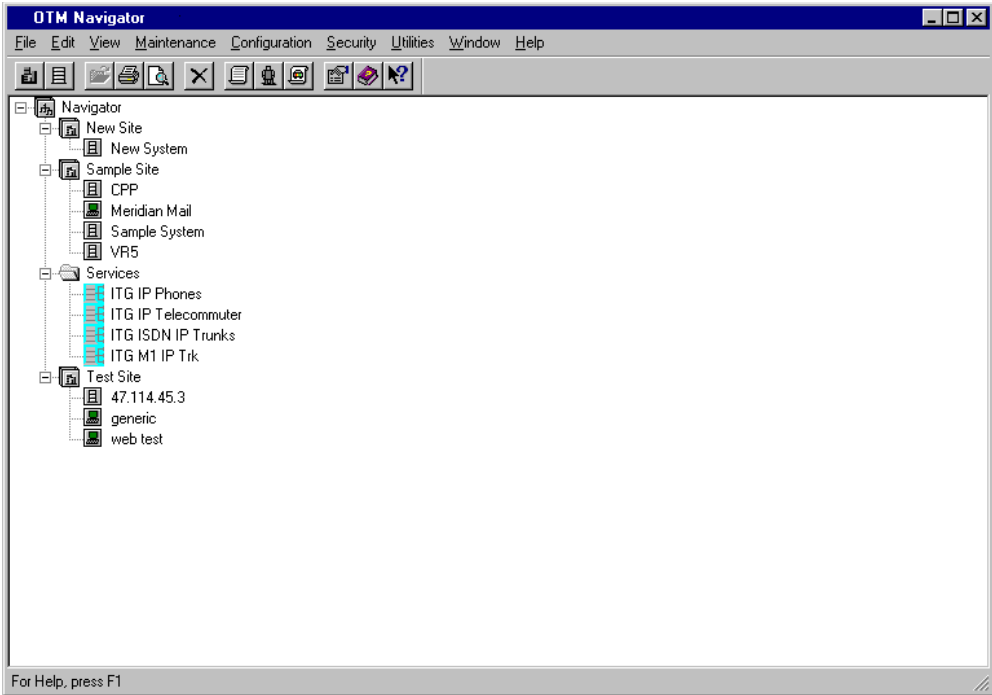 OTM Navigator
File Edit View Maintenance Configuration Security Utilities Window Help
Navigator
New Site
New System
Sample Site
CPP
Meridian Mail
Sample System
VR5
Services
ITG IP Phones
ITG IP Telecommuter
ITG ISDN IP Trunks
ITG M1 IP Trk
Test Site
47.114.45.3
generic
web test
For Help, press F1